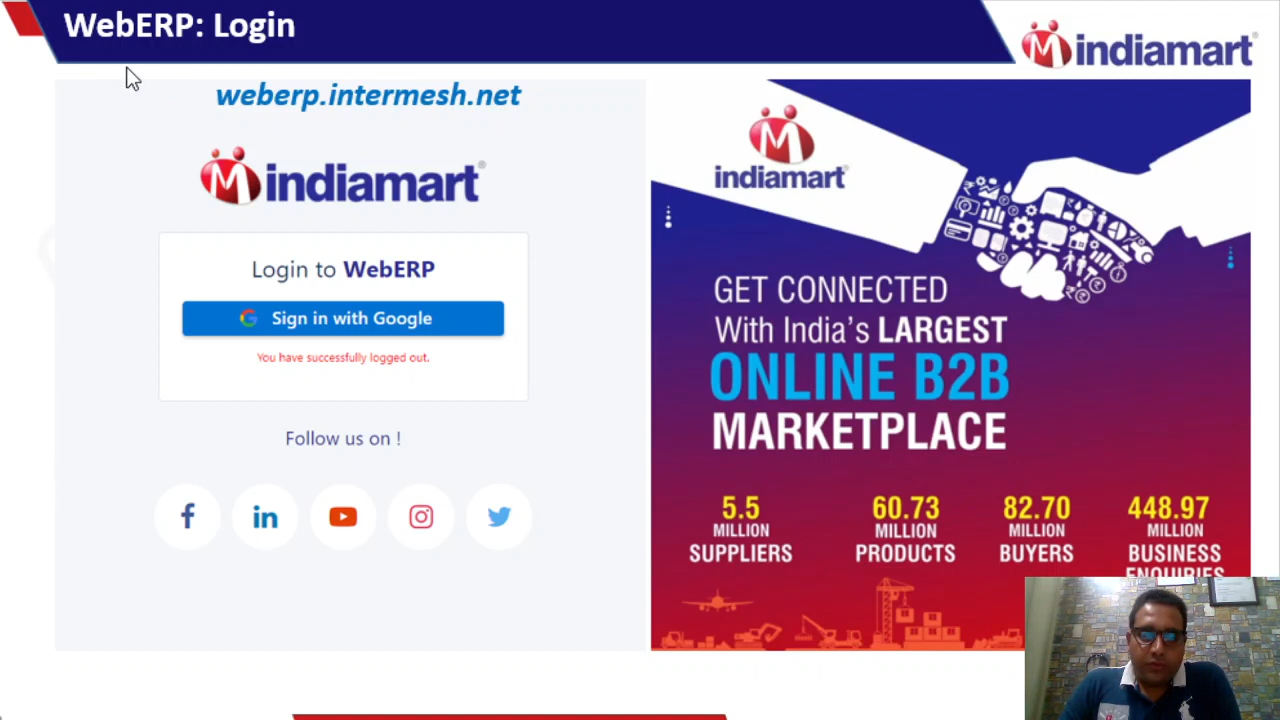 WebERP: Login
indiamart
weberp.intermesh.net
indiamart
Login to WebERP
Sign in with Google
You have successfully logged out.
Follow us on !
indiamart
GET CONNECTED
With India's LARGEST
ONLINE B2B
MARKETPLACE
5.5
MILLION
SUPPLIERS
60.73
MILLION
PRODUCTS
82.70
MILLION
BUYERS
448.97
MILLION
BUSINESS
ENQUIRIES